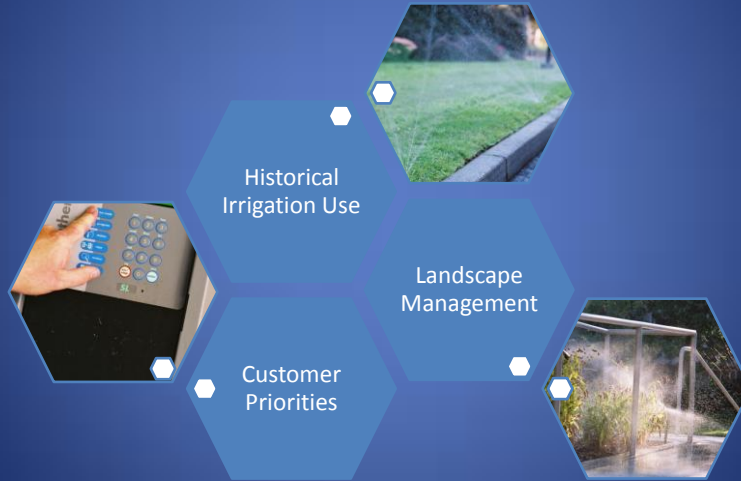 Historical
Irrigation Use
Landscape
Management
Customer
Priorities